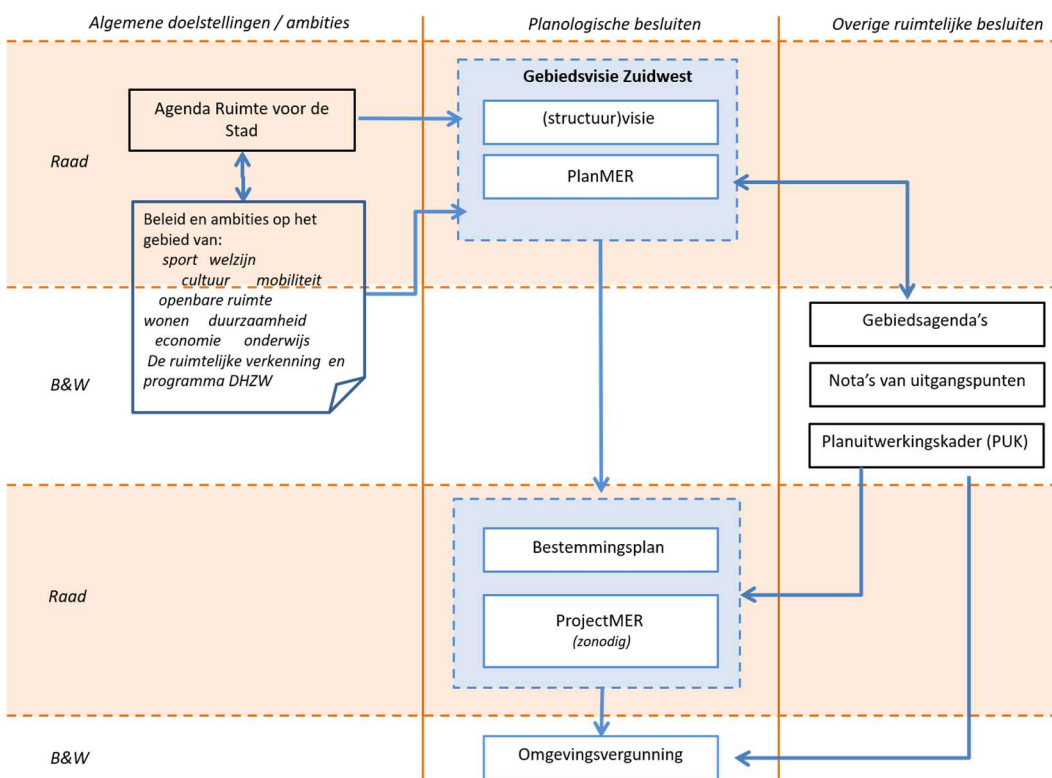 Algemene doelstellingen / ambities
Planologische besluiten
Overige ruimtelijke besluiten
Raad
Agenda Ruimte voor de
Stad
Gebiedsvisie Zuidwest
(structuur)visie
PlanMER
Beleid en ambities op het
gebied van:
sport welzijn
cultuur mobiliteit
openbare ruimte
wonen duurzaamheid
economie onderwijs
De ruimtelijke verkenning en
programma DHZW
B&W
Gebiedsagenda's
Nota's van uitgangspunten
Planuitwerkingskader (PUK)
Raad
Bestemmingsplan
ProjectMER
(zonodig)
B&W
Omgevingsvergunning